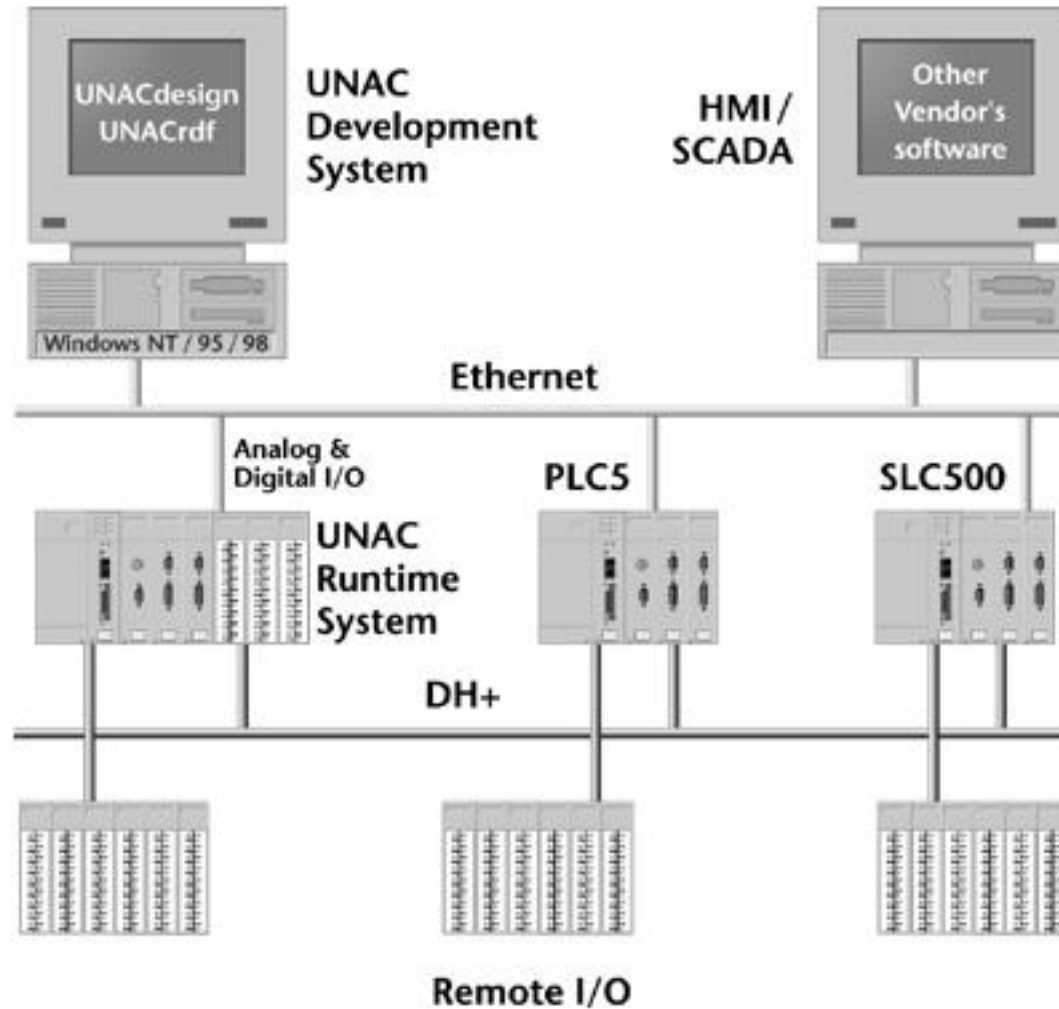 UNACdesign
UNACrdf
UNAC
Development
System
HMI /
SCADA
Other
Vendor's
software
Windows NT / 95 / 98
Ethernet
Analog &
Digital I/O
PLC5
SLC500
UNAC
Runtime
System
DH+
Remote I/O